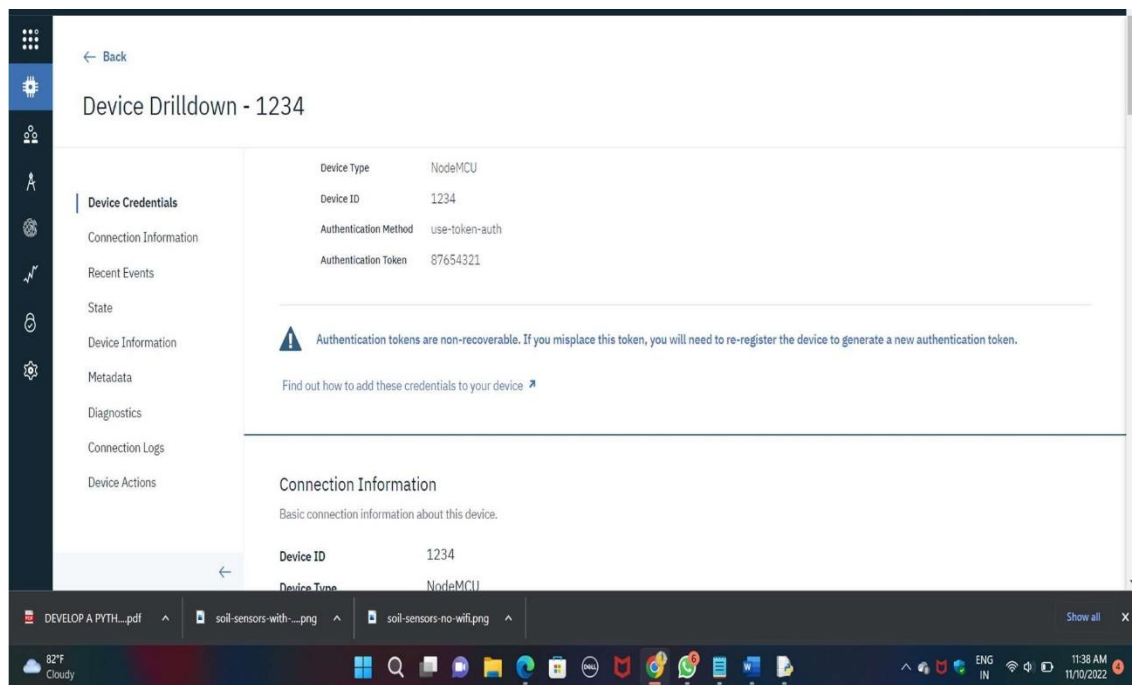 Back
Device Drilldown - 1234
Device Credentials
Connection Information
Recent Events
State
Device Information
Metadata
Diagnostics
Connection Logs
Device Actions
Device Type NodeMCU
Device ID 1234
Authentication Method use-token-auth
Authentication Token 87654321
Authentication tokens are non-recoverable. If you misplace this token, you will need to re-register the device to generate a new authentication token.
Find out how to add these credentials to your device
Connection Information
Basic connection information about this device.
Device ID 1234
Device Type NodeMCU
DEVELOP A PYTH....pdf soil-sensors-with-....png soil-sensors-no-wifi.png Show all X
82°F
Cloudy
DELL
6
ENG
IN
11:38 AM
11/10/2022
4